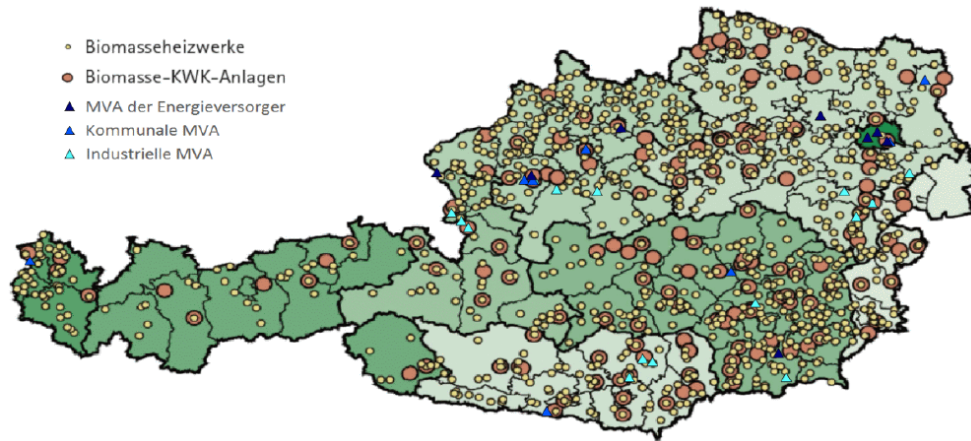 Biomasseheizwerke
Biomasse-KWK-Anlagen
MVA der Energieversorger
Kommunale MVA
Industrielle MVA